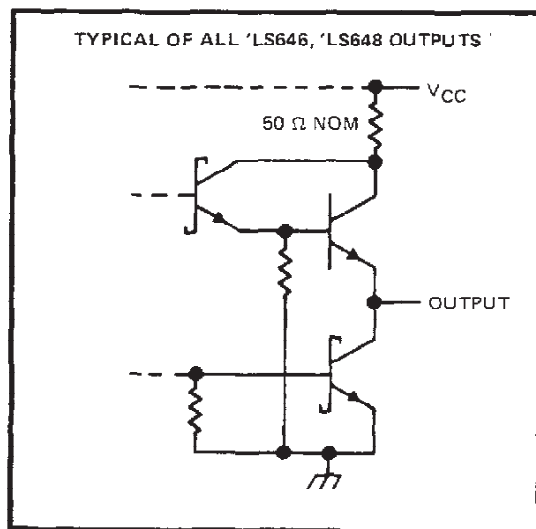 TYPICAL OF ALL 'LS646, 'LS648 OUTPUTS
VCC
50 Ω NOM
OUTPUT